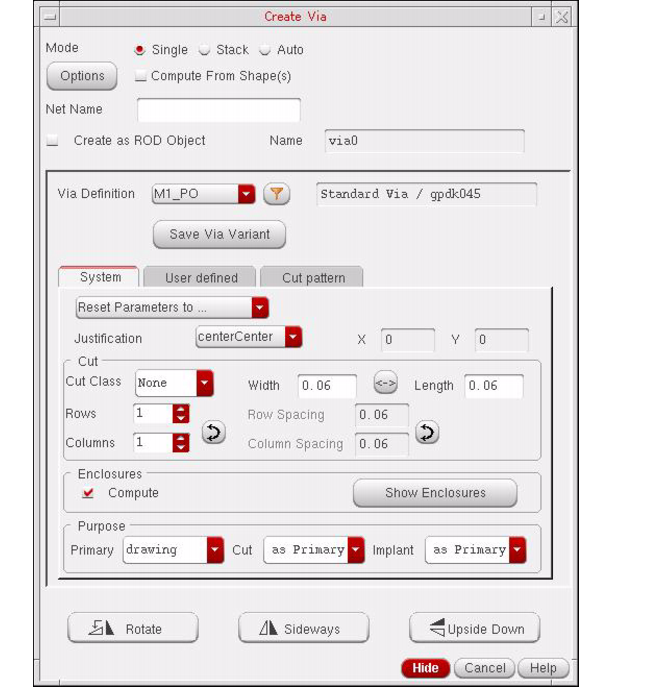 Create Via
Mode Single Stack Auto
Options Compute From Shape(s)
Net Name
Create as ROD Object Name via0
Via Definition M1_PO Standard Via / gpdk045
Save Via Variant
System User defined Cut pattern
Reset Parameters to ...
Justification centerCenter X 0 Y 0
Cut
Cut Class None Width 0.06 <-> Length 0.06
Rows 1 Row Spacing 0.06
Columns 1 Column Spacing 0.06
Enclosures
Compute Show Enclosures
Purpose
Primary drawing Cut as Primary Implant as Primary
Rotate Sideways Upside Down
Hide Cancel Help